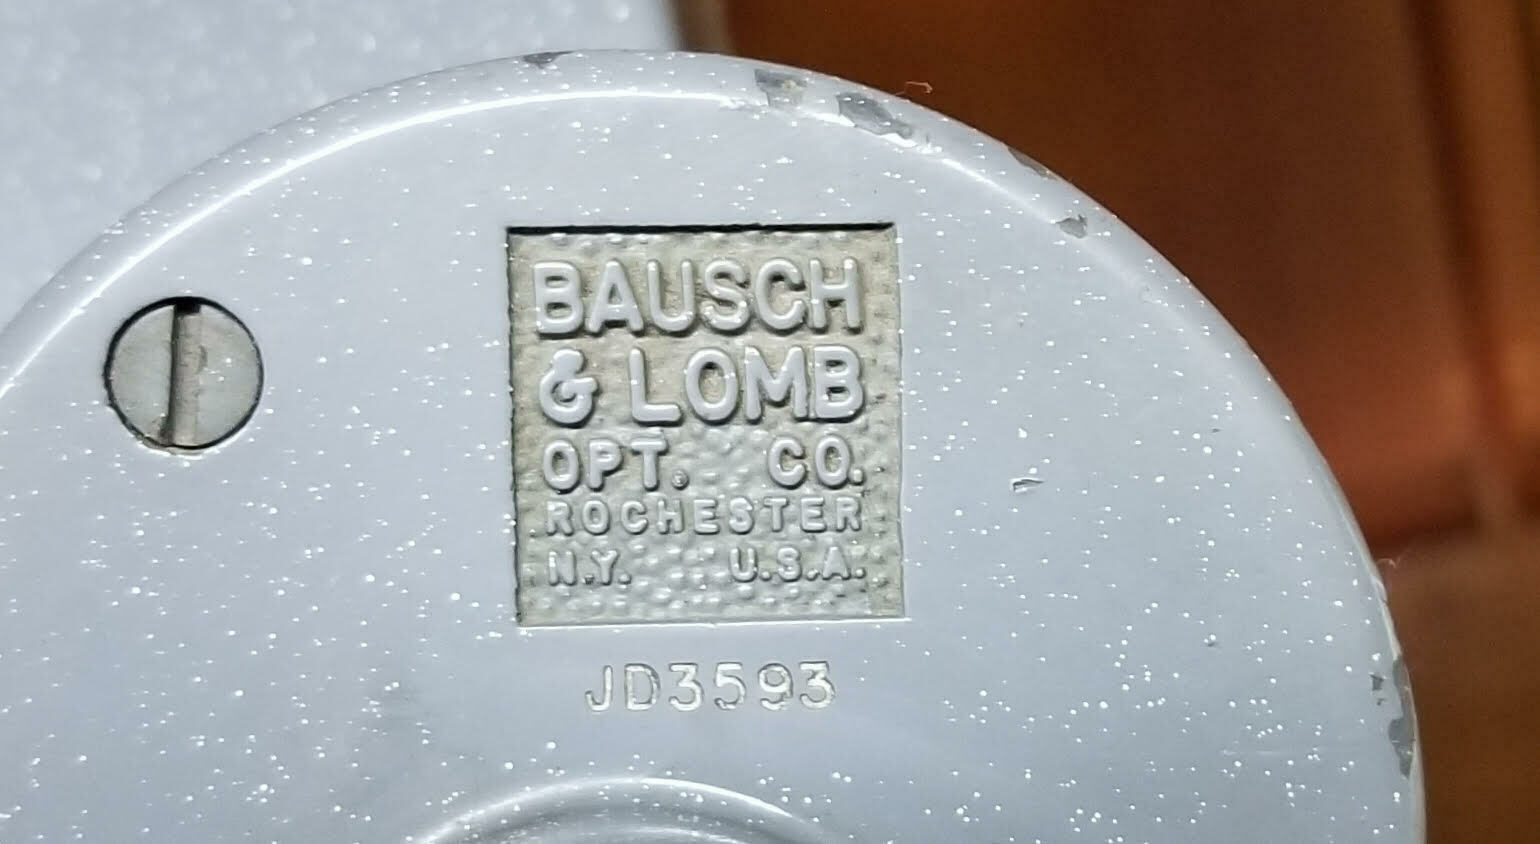 BAUSCH
& LOMB
OPT. CO.
ROCHESTER
N.Y. U.S.A.
JD3593